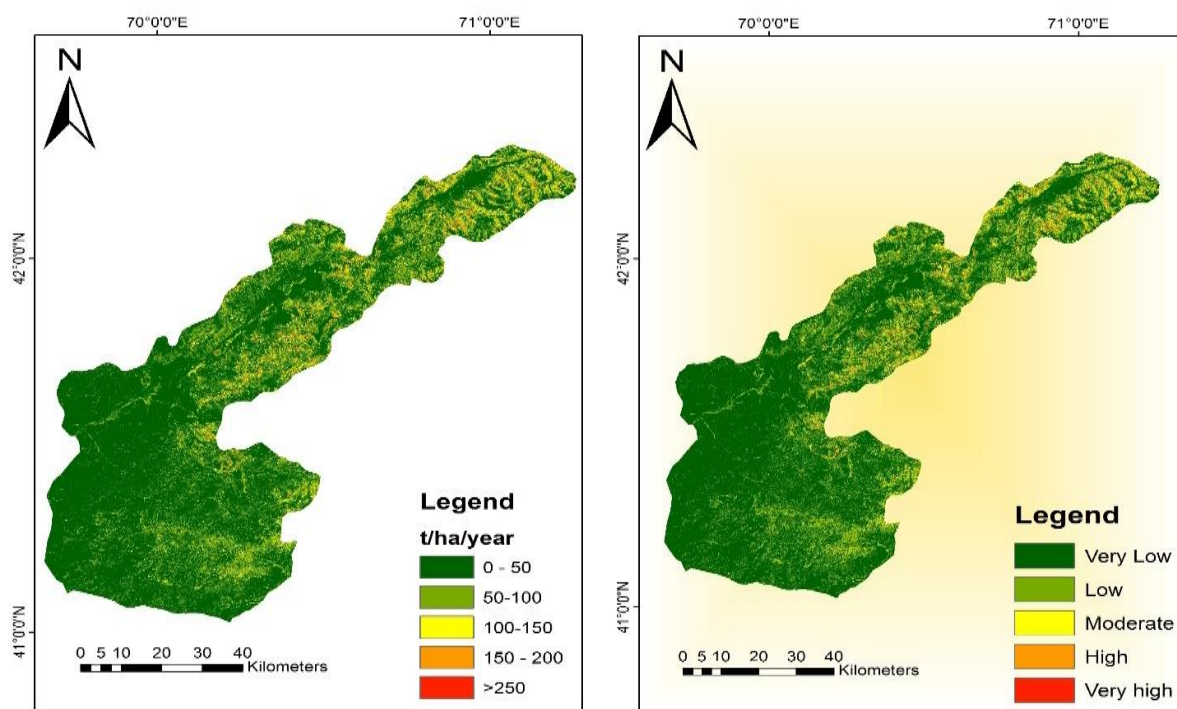 70°0'0"E 71°0'0"E
N
42°0'0"N
41°0'0"N
Legend
t/ha/year
0 - 50
50-100
100-150
150 - 200
>250
0 5 10 20 30 40
Kilometers
70°0'0"E 71°0'0"E
N
42°0'0"N
41°0'0"N
Legend
Very Low
Low
Moderate
High
Very high
0 5 10 20 30 40
Kilometers